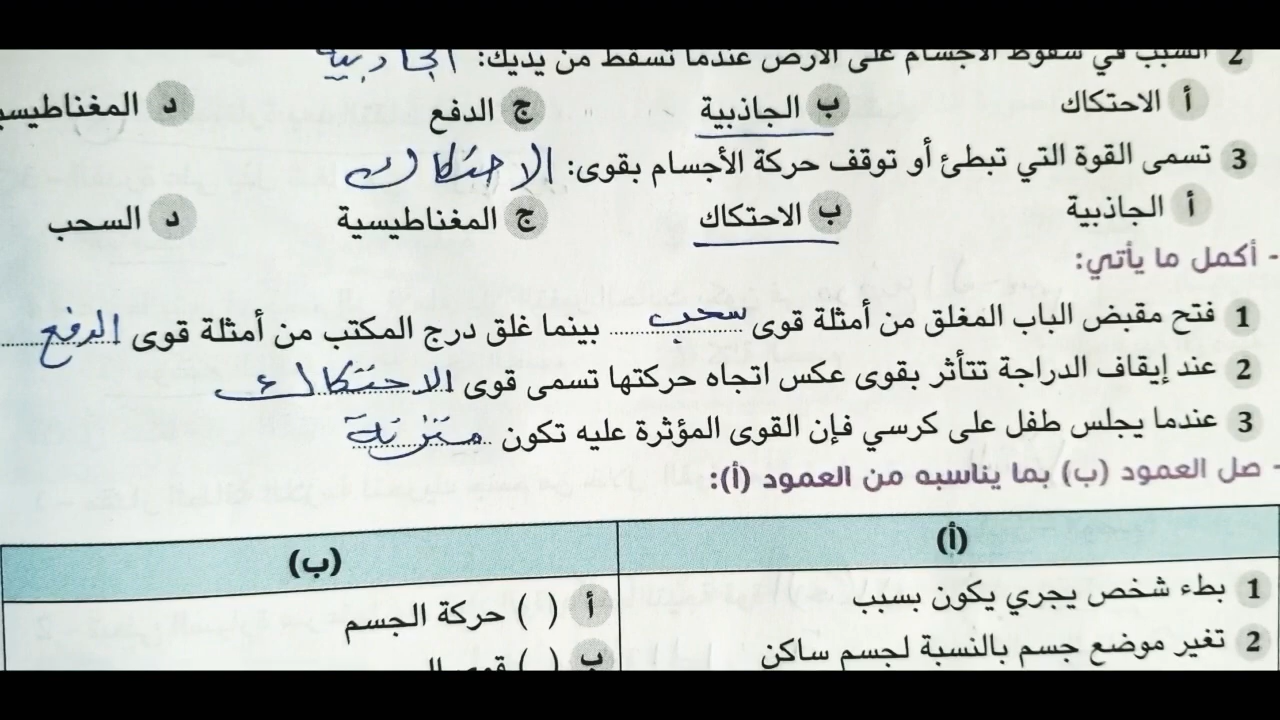 2 السبب في سقوط الأجسام على الأرض عندما تسقط من يديك: الجاذبية
أ الاحتكاك ب الجاذبية ج الدفع د المغناطيسي
3 تسمى القوة التي تبطئ أو توقف حركة الأجسام بقوى: الاحتكاك
أ الجاذبية ب الاحتكاك ج المغناطيسية د السحب
- أكمل ما يأتي:
1 فتح مقبض الباب المغلق من أمثلة قوى سحب بينما غلق درج المكتب من أمثلة قوى الدفع
2 عند إيقاف الدراجة تتأثر بقوى عكس اتجاه حركتها تسمى قوى الاحتكاك
3 عندما يجلس طفل على كرسي فإن القوى المؤثرة عليه تكون متزنة
- صل العمود (ب) بما يناسبه من العمود (أ):
(أ) (ب)
1 بطء شخص يجري يكون بسبب أ ( ) حركة الجسم
2 تغير موضع جسم بالنسبة لجسم ساكن ب ( ) قوى